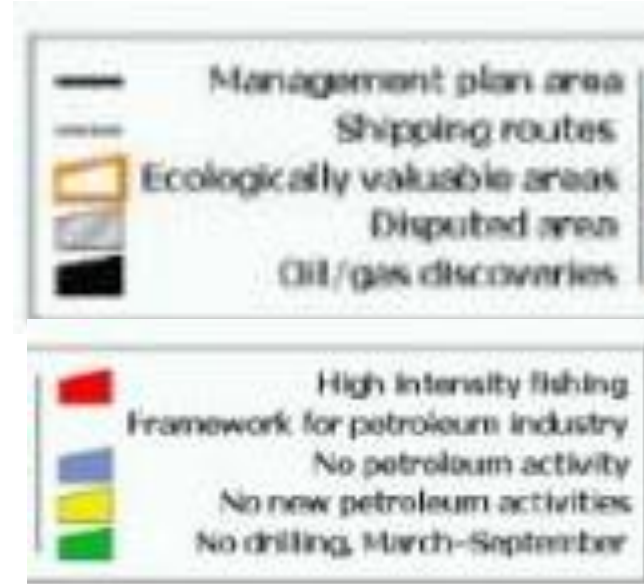 Management plan area
Shipping routes
Ecologically valuable areas
Disputed area
Oil/gas discoveries
High intensity fishing
Framework for petroleum industry
No petroleum activity
No new petroleum activities
No drilling, March-September